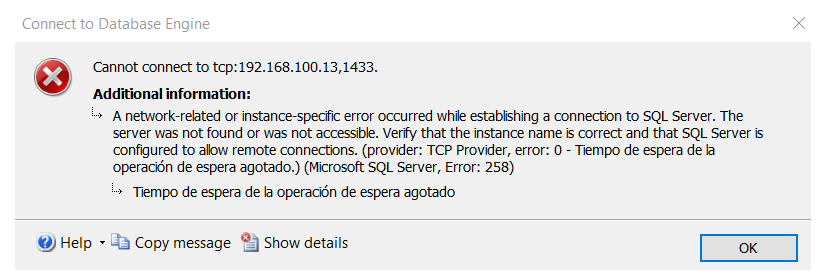 Connect to Database Engine
Cannot connect to tcp:192.168.100.13,1433.
Additional information:
A network-related or instance-specific error occurred while establishing a connection to SQL Server. The
server was not found or was not accessible. Verify that the instance name is correct and that SQL Server is
configured to allow remote connections. (provider: TCP Provider, error: 0 - Tiempo de espera de la
operación de espera agotado.) (Microsoft SQL Server, Error: 258)
Tiempo de espera de la operación de espera agotado
Help Copy message Show details OK